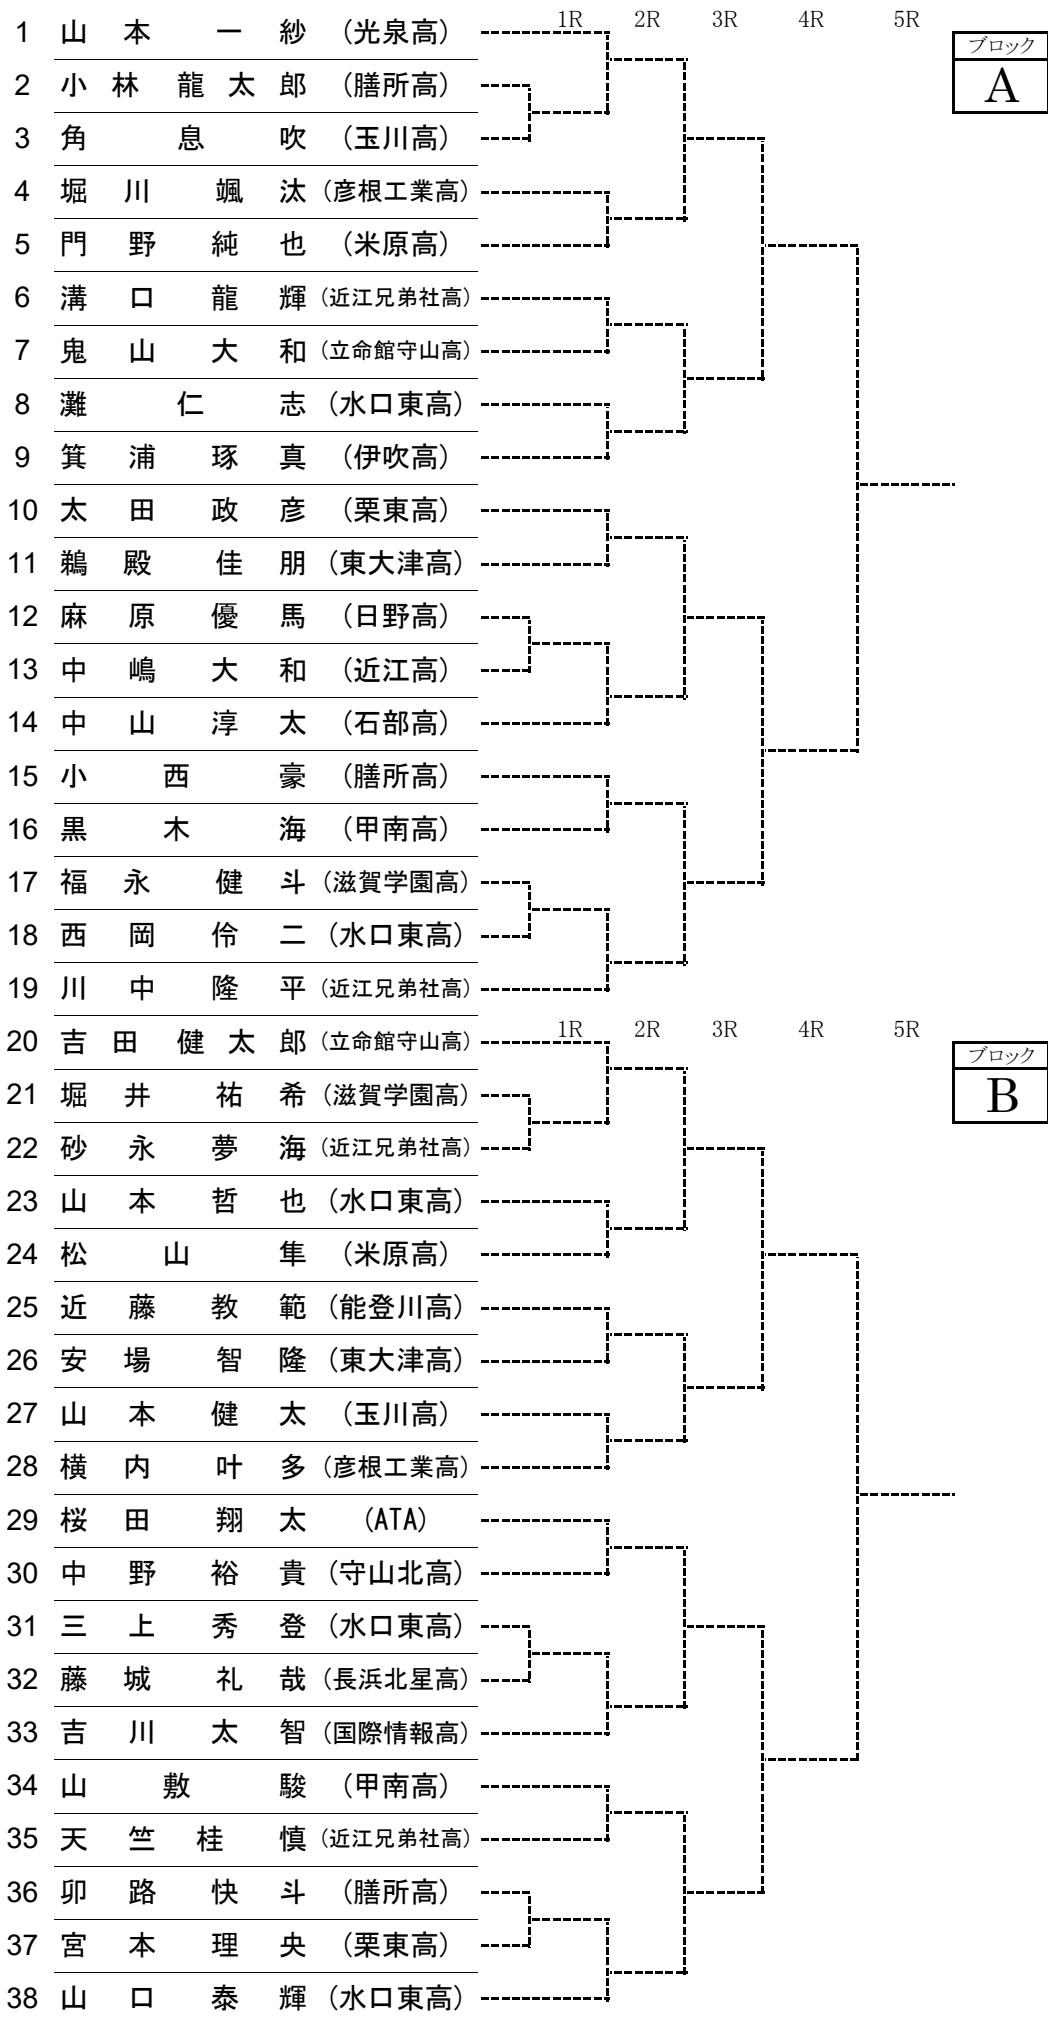 1R 2R 3R 4R 5R
ブロック
A
1 山本 一紗 (光泉高)
2 小林 龍太郎 (膳所高)
3 角 息吹 (玉川高)
4 堀川 颯汰 (彦根工業高)
5 門野 純也 (米原高)
6 溝口 龍輝 (近江兄弟社高)
7 鬼山 大和 (立命館守山高)
8 灘 仁志 (水口東高)
9 箕浦 琢真 (伊吹高)
10 太田 政彦 (栗東高)
11 鵜殿 佳朋 (東大津高)
12 麻原 優馬 (日野高)
13 中嶋 大和 (近江高)
14 中山 淳太 (石部高)
15 小西 豪 (膳所高)
16 黒木 海 (甲南高)
17 福永 健斗 (滋賀学園高)
18 西岡 伶二 (水口東高)
19 川中 隆平 (近江兄弟社高)
1R 2R 3R 4R 5R
ブロック
B
20 吉田 健太郎 (立命館守山高)
21 堀井 祐希 (滋賀学園高)
22 砂永 夢海 (近江兄弟社高)
23 山本 哲也 (水口東高)
24 松山 隼 (米原高)
25 近藤 教範 (能登川高)
26 安場 智隆 (東大津高)
27 山本 健太 (玉川高)
28 横内 叶多 (彦根工業高)
29 桜田 翔太 (ATA)
30 中野 裕貴 (守山北高)
31 三上 秀登 (水口東高)
32 藤城 礼哉 (長浜北星高)
33 吉川 太智 (国際情報高)
34 山敷 駿 (甲南高)
35 天竺桂 慎 (近江兄弟社高)
36 卯路 快斗 (膳所高)
37 宮本 理央 (栗東高)
38 山口 泰輝 (水口東高)